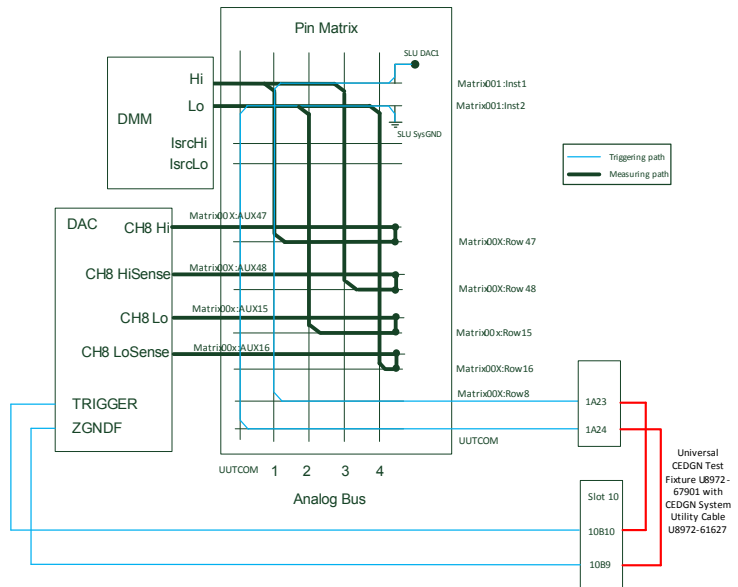 Pin Matrix
SLU DAC1
Hi
Matrix001:Inst1
Lo
Matrix001:Inst2
DMM
SLU SysGND
IsrcHi
IsrcLo
Triggering path
Measuring path
DAC
Matrix00X:AUX47
CH8 Hi
Matrix00X:Row 47
Matrix00X:AUX48
CH8 HiSense
Matrix00X:Row 48
Matrix00x:AUX15
CH8 Lo
Matrix00x:Row15
Matrix00x:AUX16
CH8 LoSense
Matrix00X:Row16
Matrix00X:Row8
TRIGGER
1A23
ZGNDF
1A24
UUTCOM
UUTCOM 1 2 3 4
Analog Bus
Universal
CEDGN Test
Fixture U8972-
67901 with
CEDGN System
Utility Cable
U8972-61627
Slot 10
10B10
10B9